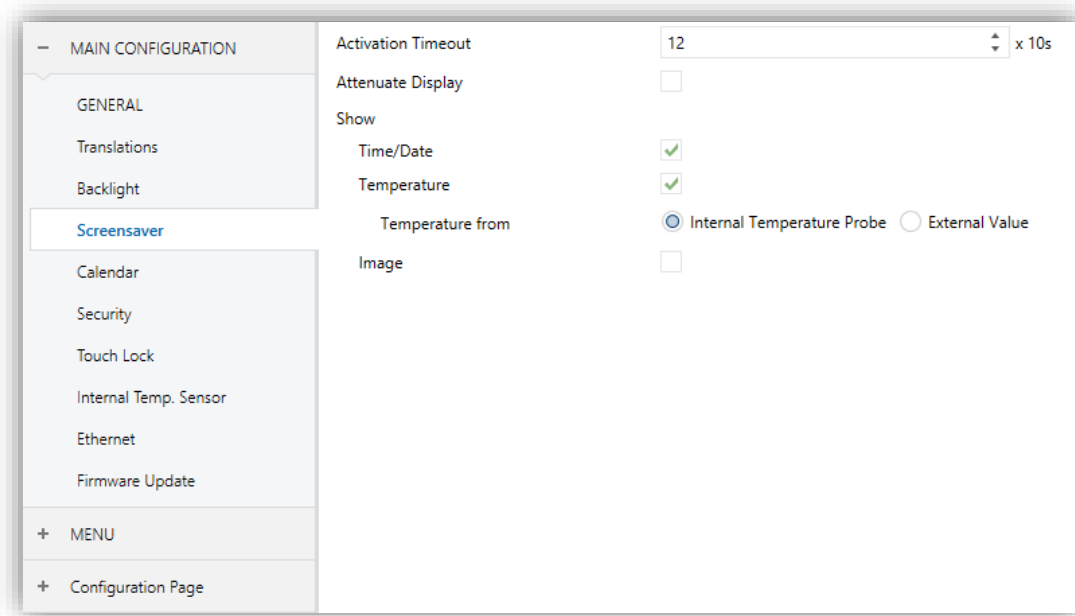 MAIN CONFIGURATION
GENERAL
Translations
Backlight
Screensaver
Calendar
Security
Touch Lock
Internal Temp. Sensor
Ethernet
Firmware Update
MENU
Configuration Page
Activation Timeout 12 x 10s
Attenuate Display
Show
Time/Date
Temperature
Temperature from Internal Temperature Probe External Value
Image